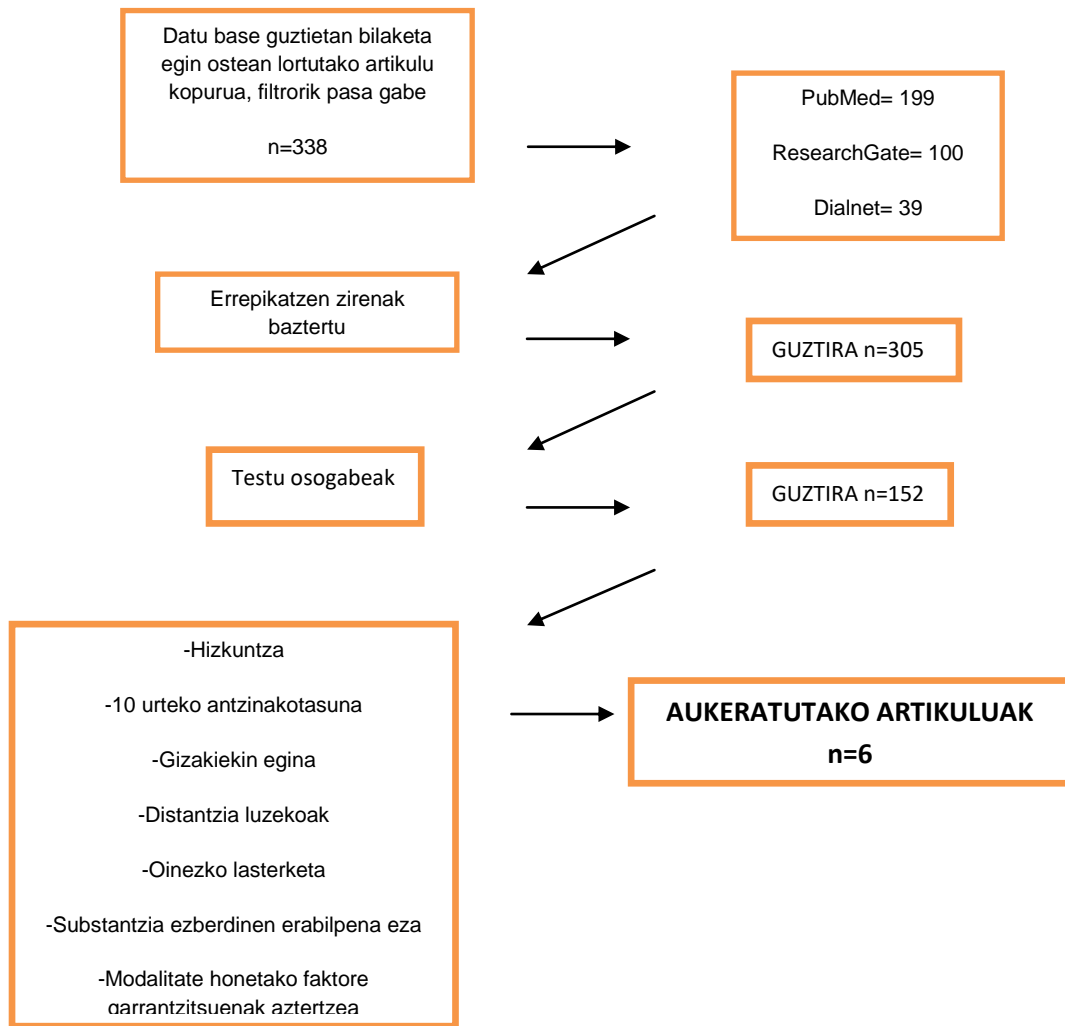 Datu base guztietan bilaketa
egin ostean lortutako artikulu
kopurua, filtrorik pasa gabe
n=338
PubMed= 199
ResearchGate= 100
Dialnet= 39
Errepikatzen zirenak
baztertu
GUZTIRA n=305
Testu osogabeak
GUZTIRA n=152
-Hizkuntza
-10 urteko antzinakotasuna
-Gizakiekin egina
-Distantzia luzekoak
-Oinezko lasterketa
-Substantzia ezberdinen erabilpena eza
-Modalitate honetako faktore
garrantzitsuenak aztertzea
AUKERATUTAKO ARTIKULUAK
n=6